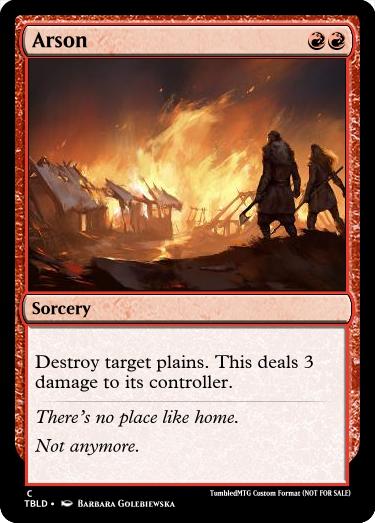 Arson
Sorcery
Destroy target plains. This deals 3
damage to its controller.
There's no place like home.
Not anymore.
C
TBLD • Barbara Golebiewska
TumbledMTG Custom Format (NOT FOR SALE)